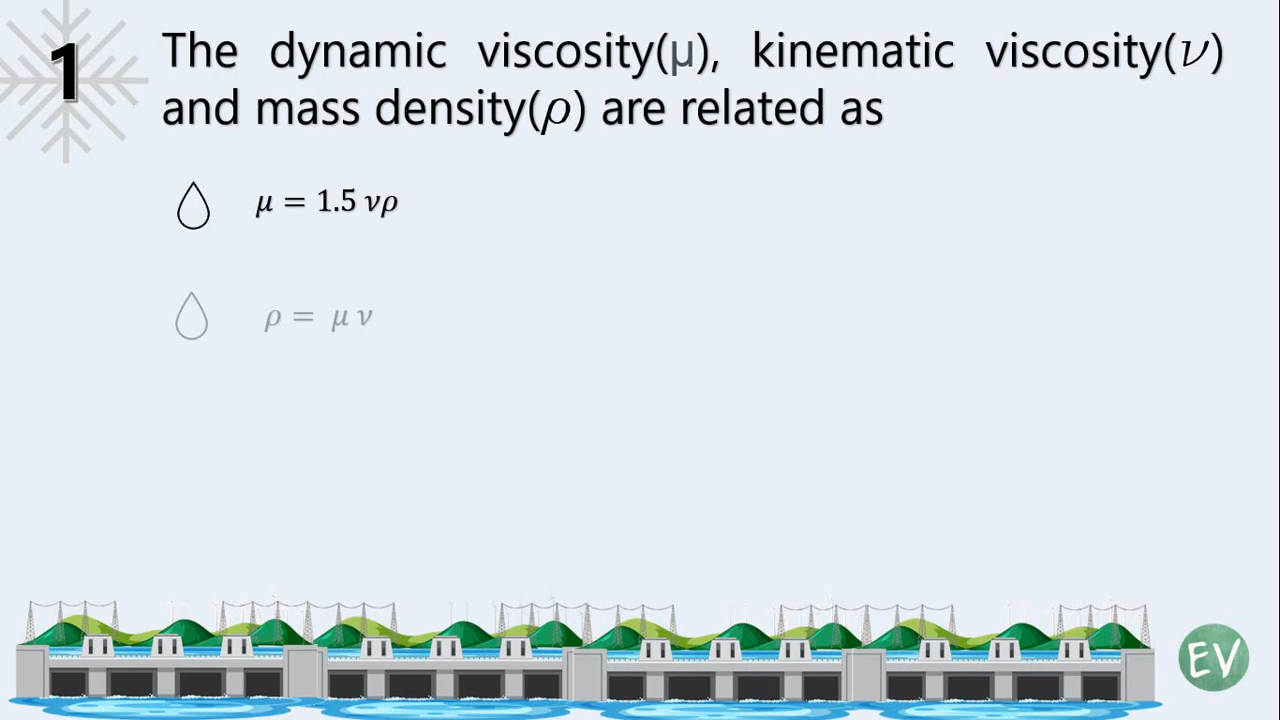 1
The dynamic viscosity(μ), kinematic viscosity(ν)
and mass density(ρ) are related as
μ = 1.5 νρ
ρ = μ ν
EV